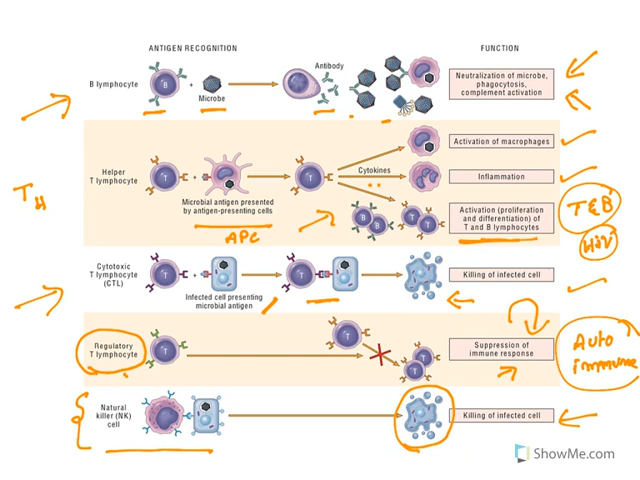 ANTIGEN RECOGNITION
FUNCTION
B lymphocyte
B
+
Microbe
Antibody
Neutralization of microbe,
phagocytosis,
complement activation
TH
Helper
T lymphocyte
T
+
Microbial antigen presented
by antigen-presenting cells
APC
T
Cytokines
Activation of macrophages
Inflammation
B
B
T
T
Activation (proliferation
and differentiation) of
T and B lymphocytes
T & B
HIV
Cytotoxic
T lymphocyte
(CTL)
T
+
Infected cell presenting
microbial antigen
T
Killing of infected cell
Regulatory
T lymphocyte
T
T
T
T
Suppression of
immune response
Auto
immune
Natural
killer (NK)
cell
Killing of infected cell
ShowMe.com